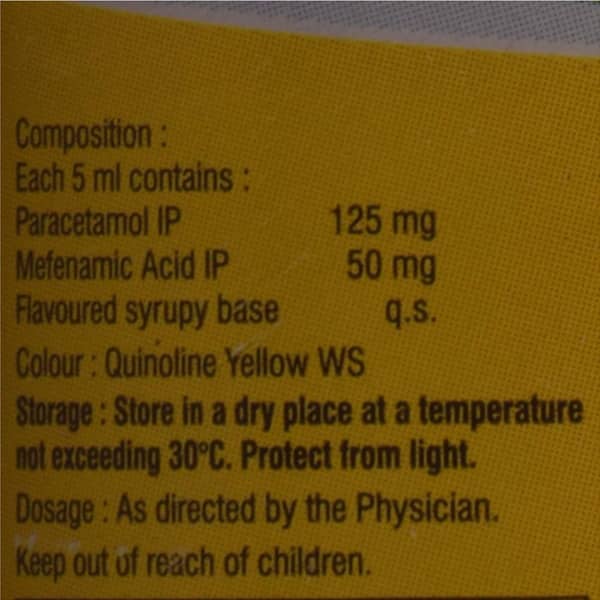 Composition :
Each 5 ml contains :
Paracetamol IP 125 mg
Mefenamic Acid IP 50 mg
Flavoured syrupy base q.s.
Colour : Quinoline Yellow WS
Storage : Store in a dry place at a temperature
not exceeding 30°C. Protect from light.
Dosage : As directed by the Physician.
Keep out of reach of children.